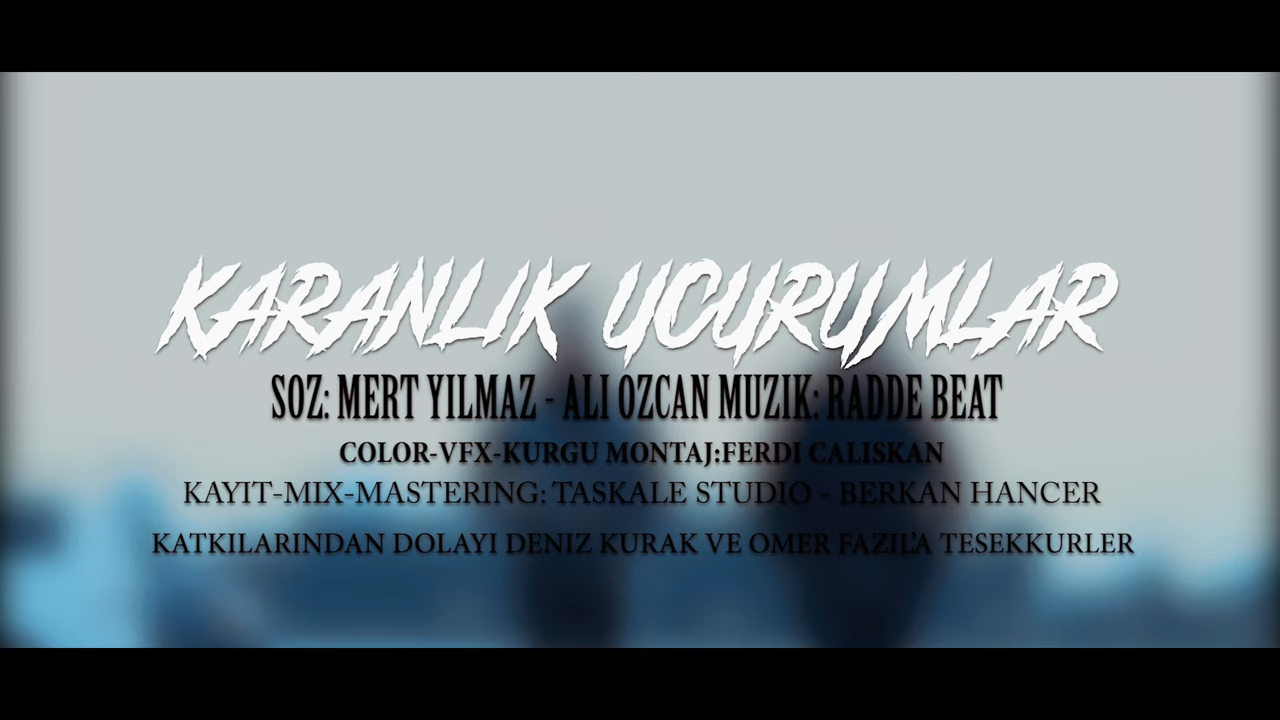 KARANLIK UCURUMLAR
SOZ: MERT YILMAZ - ALI OZCAN MUZIK: RADDE BEAT
COLOR-VFX-KURGU MONTAJ:FERDI CALISKAN
KAYIT-MIX-MASTERING: TASKALE STUDIO - BERKAN HANCER
KATKILARINDAN DOLAYI DENIZ KURAK VE OMER FAZIL'A TESEKKURLER